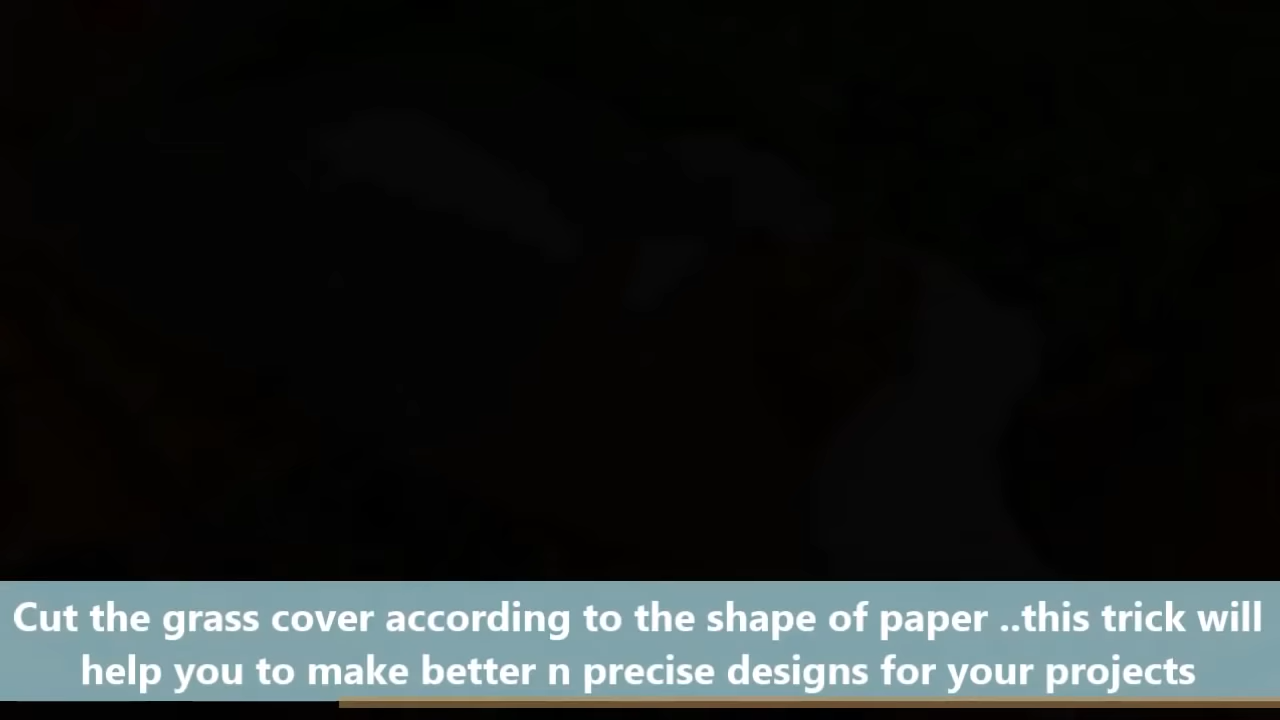 Cut the grass cover according to the shape of paper ..this trick will
help you to make better n precise designs for your projects